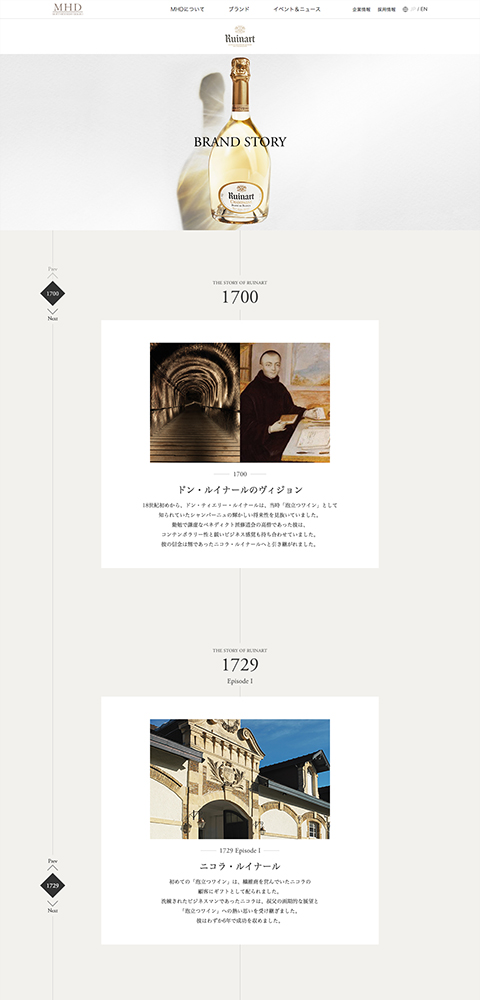 MHD
MHDについて
ブランド
イベント＆ニュース
企業情報
採用情報
JP / EN
Ruinart
BRAND STORY
Ruinart
Prev
1700
Next
THE STORY OF RUINART
1700
1700
ドン・ルイナールのヴィジョン
18世紀初めから、ドン・ティエリー・ルイナールは、当時「泡立つワイン」として
知られていたシャンパーニュの輝かしい将来性を見抜いていました。
勤勉で謙虚なベネディクト派修道会の高僧であった彼は、
コンテンポラリー性と鋭いビジネス感覚も持ち合わせていました。
彼の信念は甥であったニコラ・ルイナールへと引き継がれました。
THE STORY OF RUINART
1729
Episode I
1729 Episode I
ニコラ・ルイナール
初めての「泡立つワイン」は、繊維商を営んでいたニコラの
顧客にギフトとして配られました。
洗練されたビジネスマンであったニコラは、叔父の画期的な展望と
「泡立つワイン」への熱い思いを受け継ぎました。
彼はわずか6年で成功を収めました。
Prev
1729
Next